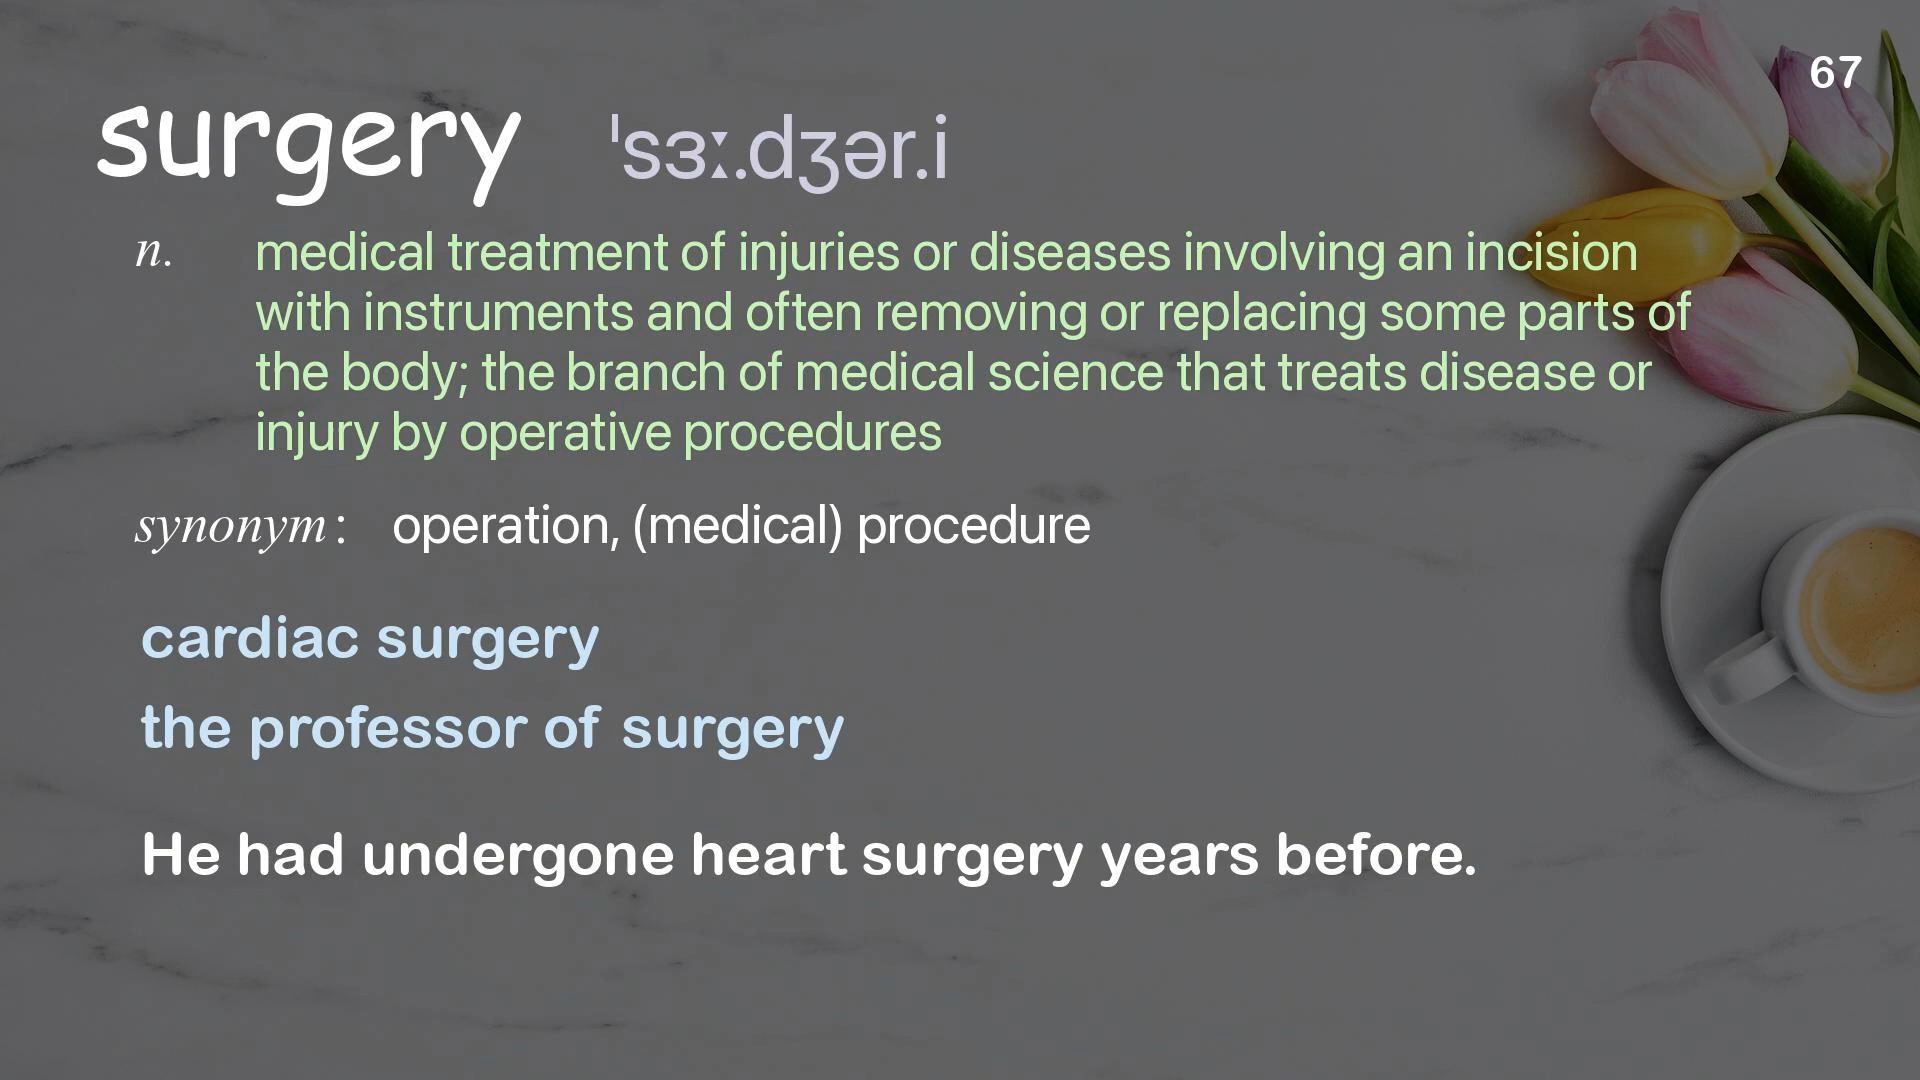 67
surgery ˈsɜː.dʒər.i
n. medical treatment of injuries or diseases involving an incision
with instruments and often removing or replacing some parts of
the body; the branch of medical science that treats disease or
injury by operative procedures
synonym: operation, (medical) procedure
cardiac surgery
the professor of surgery
He had undergone heart surgery years before.